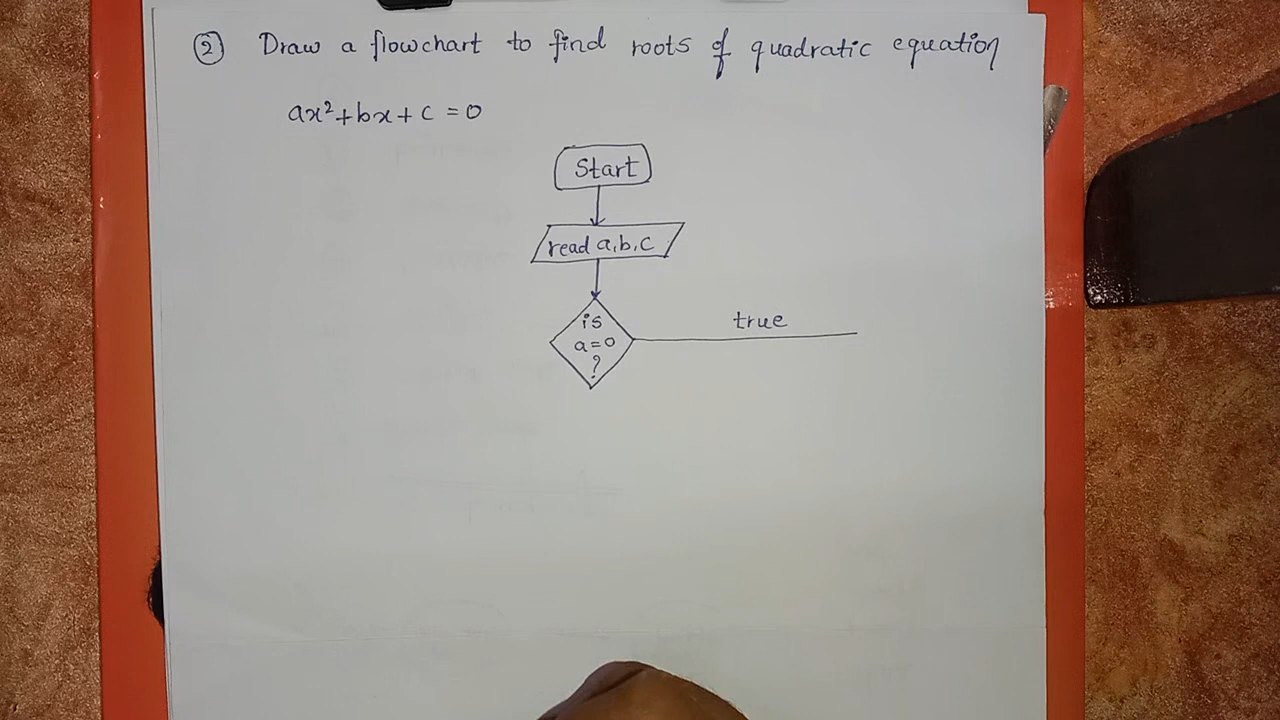 2 Draw a flowchart to find roots of quadratic equation
ax²+bx+c=0
Start
read a,b,c
is
a=0
?
true